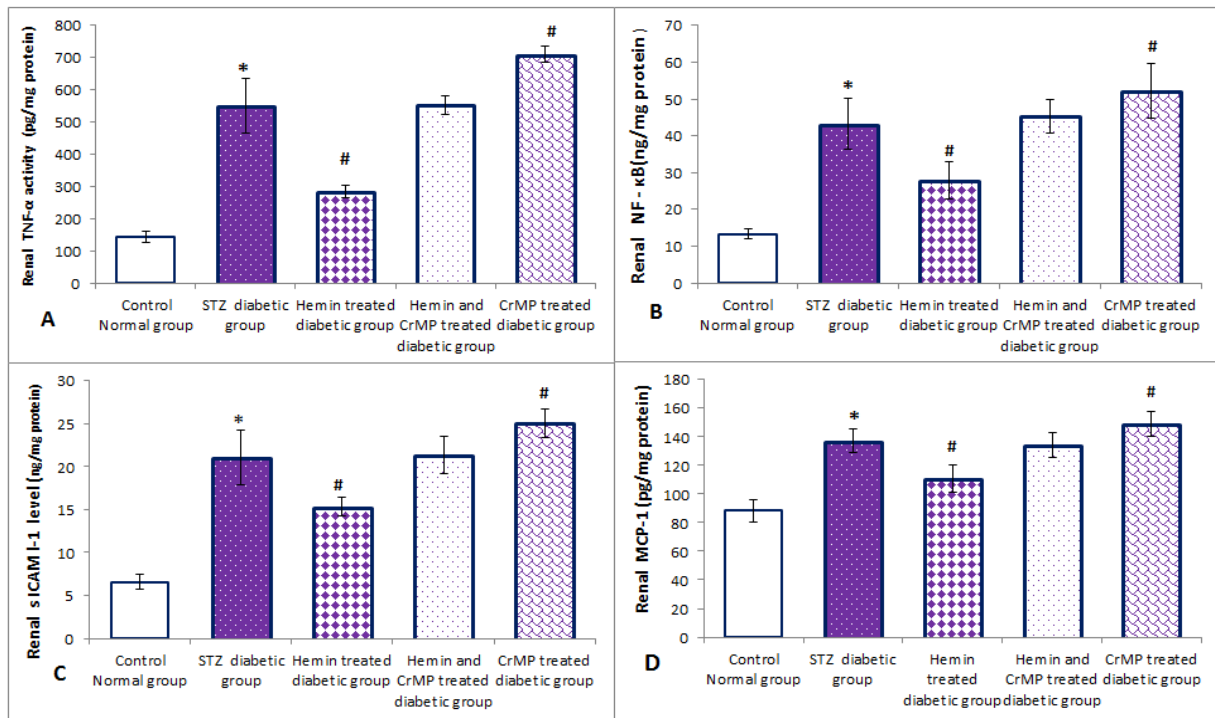 Renal TNF-α activity (pg/mg protein)
800
700
600
500
400
300
200
100
0
*
#
#
Control Normal group
STZ diabetic group
Hemin treated diabetic group
Hemin and CrMP treated diabetic group
CrMP treated diabetic group
A
Renal NF - κB(ng/mg protein )
70
60
50
40
30
20
10
0
*
#
#
Control Normal group
STZ diabetic group
Hemin treated diabetic group
Hemin and CrMP treated diabetic group
CrMP treated diabetic group
B
Renal s ICAM I-1 level (ng/mg protein)
30
25
20
15
10
5
0
*
#
#
Control Normal group
STZ diabetic group
Hemin treated diabetic group
Hemin and CrMP treated diabetic group
CrMP treated diabetic group
C
Renal MCP-1 (pg/mg protein)
180
160
140
120
100
80
60
40
20
0
*
#
#
Control Normal group
STZ diabetic group
Hemin treated diabetic group
Hemin and CrMP treated diabetic group
CrMP treated diabetic group
D